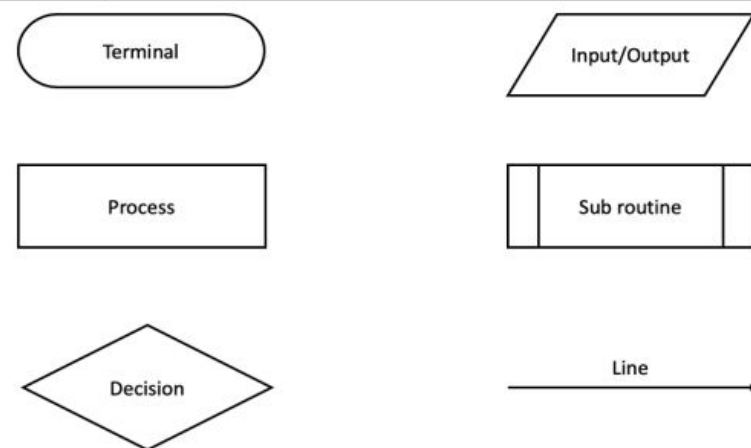 Terminal
Input/Output
Process
Sub routine
Decision
Line